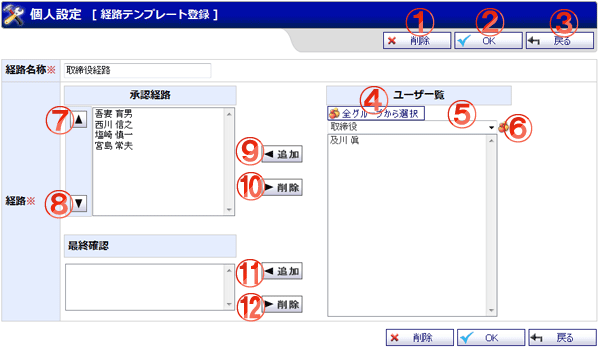 個人設定 [ 経路テンプレート登録 ]
① ② ③
削除 OK 戻る
経路名称※ 取締役経路
承認経路 ユーザ一覧
④ ⑤ ⑥
全グループから選択
取締役
⑦ ▲
吾妻 育男
西川 信之
塩崎 慎一
宮島 常夫
及川 眞
⑨ ◀ 追加
⑩ ▶ 削除
⑧ ▼
経路※
最終確認
⑪ ◀ 追加
⑫ ▶ 削除
削除 OK 戻る